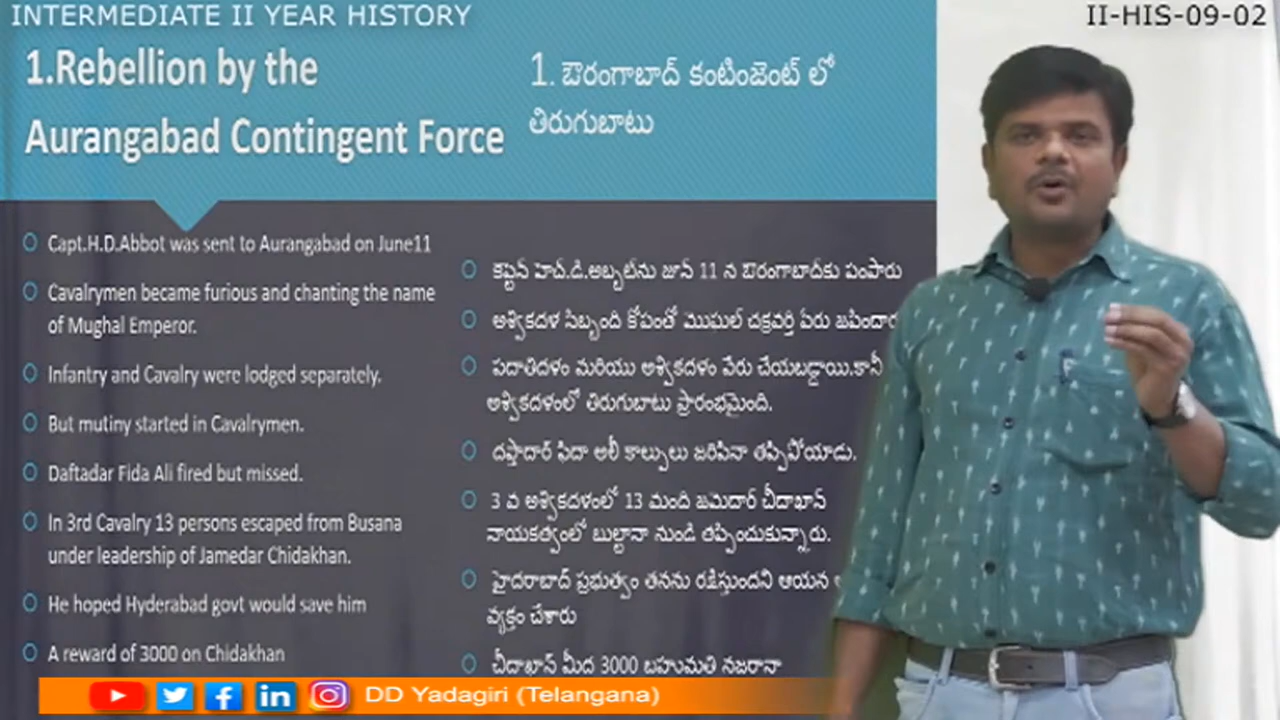 INTERMEDIATE II YEAR HISTORY
II-HIS-09-02
1.Rebellion by the
Aurangabad Contingent Force
1. ఔరంగాబాద్ కంటింజెంట్ లో
తిరుగుబాటు
Capt.H.D.Abbot was sent to Aurangabad on June11
Cavalrymen became furious and chanting the name
of Mughal Emperor.
Infantry and Cavalry were lodged separately.
But mutiny started in Cavalrymen.
Daftadar Fida Ali fired but missed.
In 3rd Cavalry 13 persons escaped from Busana
under leadership of Jamedar Chidakhan.
He hoped Hyderabad govt would save him
A reward of 3000 on Chidakhan
కెప్టెన్ హెచ్.డి.అబ్బట్‌ను జూన్ 11 న ఔరంగాబాద్‌కు పంపారు
అశ్వికదళ సిబ్బంది కోపంతో మొఘల్ చక్రవర్తి పేరు జపించార
పదాతిదళం మరియు అశ్వికదళం వేరు చేయబడ్డాయి.కానీ
అశ్వికదళంలో తిరుగుబాటు ప్రారంభమైంది.
దఫ్తాదార్ ఫిదా అలీ కాల్పులు జరిపినా తప్పిపోయాడు.
3 వ అశ్వికదళంలో 13 మంది జమెదార్ చీదాఖాన్
నాయకత్వంలో బుల్దానా నుండి తప్పించుకున్నారు.
హైదరాబాద్ ప్రభుత్వం తనను రక్షిస్తుందని ఆయన
వ్యక్తం చేశారు
చీదాఖాన్ మీద 3000 బహుమతి నజరానా
DD Yadagiri (Telangana)